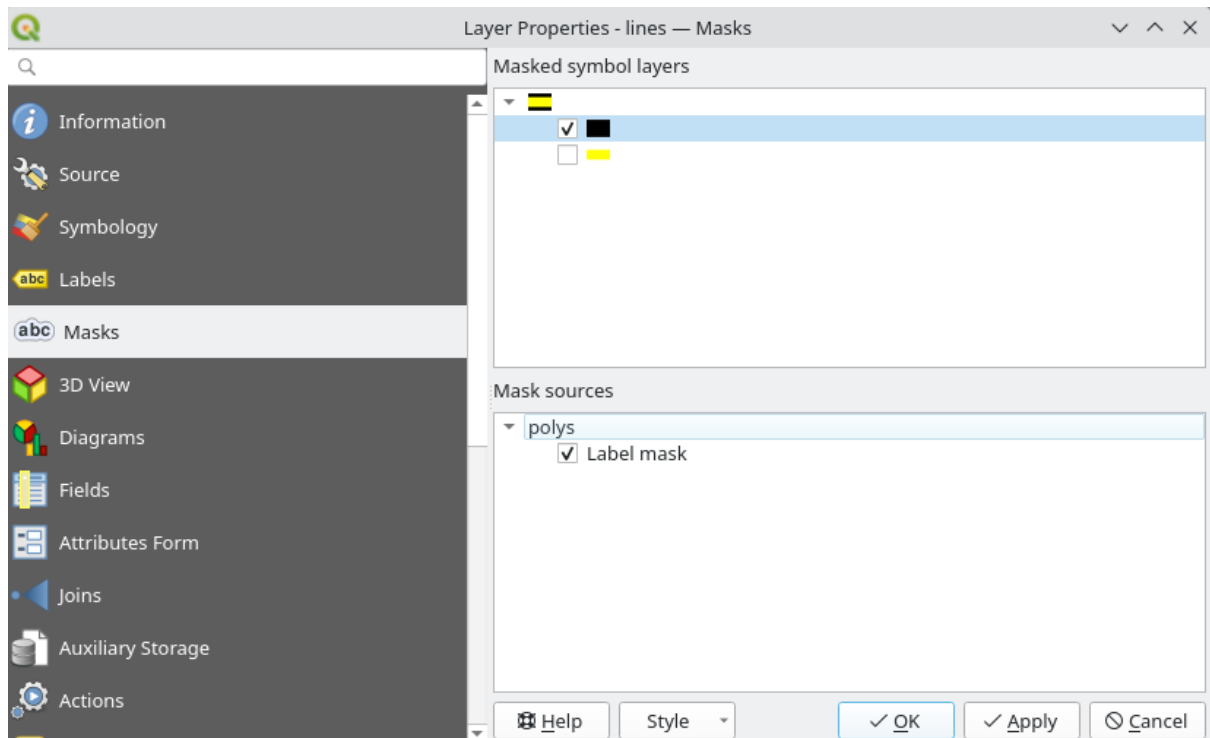 Layer Properties - lines — Masks
Masked symbol layers
Information
Source
Symbology
abc Labels
abc Masks
3D View
Diagrams
Fields
Attributes Form
Joins
Auxiliary Storage
Actions
Mask sources
polys
Label mask
Help Style OK Apply Cancel